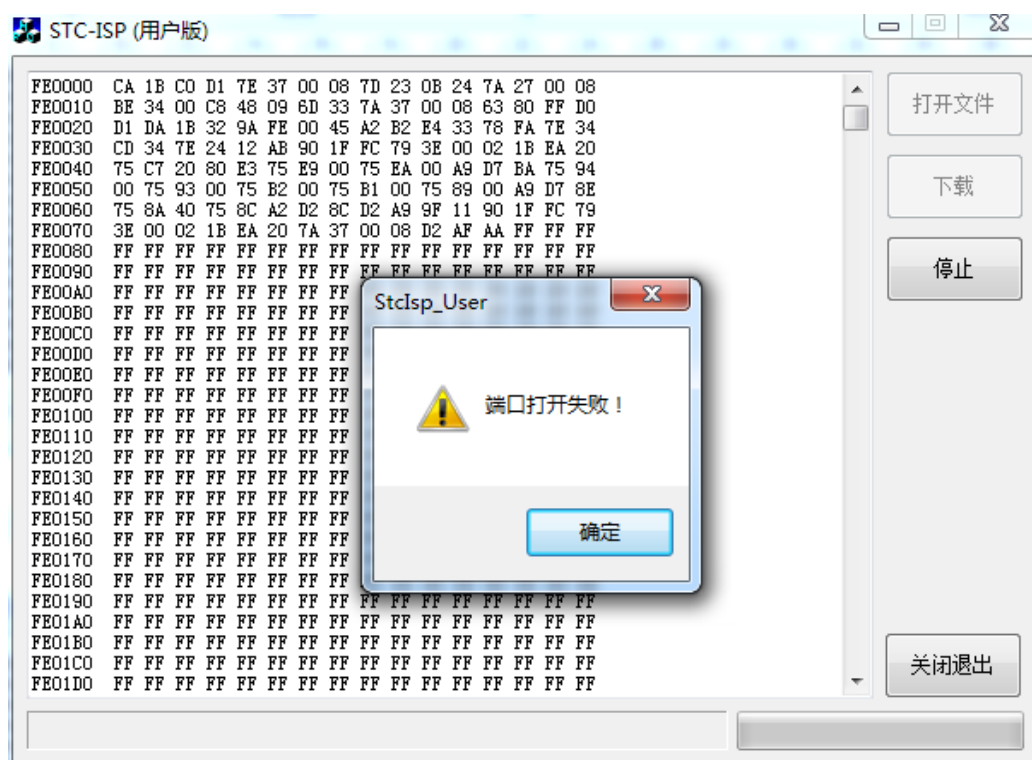 STC-ISP (用户版)
FE0000 CA 1B C0 D1 7E 37 00 08 7D 23 0B 24 7A 27 00 08
FE0010 BE 34 00 C8 48 09 6D 33 7A 37 00 08 63 80 FF D0
FE0020 D1 DA 1B 32 9A FE 00 45 A2 B2 E4 33 78 FA 7E 34
FE0030 CD 34 7E 24 12 AB 90 1F FC 79 3E 00 02 1B EA 20
FE0040 75 C7 20 80 E3 75 E9 00 75 EA 00 A9 D7 BA 75 94
FE0050 00 75 93 00 75 B2 00 75 B1 00 75 89 00 A9 D7 8E
FE0060 75 8A 40 75 8C A2 D2 8C D2 A9 9F 11 90 1F FC 79
FE0070 3E 00 02 1B EA 20 7A 37 00 08 D2 AF AA FF FF FF
FE0080 FF FF FF FF FF FF FF FF FF FF FF FF FF FF FF FF
FE0090 FF FF FF FF FF FF FF FF FF FF FF FF FF FF FF FF
FE00A0 FF FF FF FF FF FF FF FF
FE00B0 FF FF FF FF FF FF FF FF
FE00C0 FF FF FF FF FF FF FF FF
FE00D0 FF FF FF FF FF FF FF FF
FE00E0 FF FF FF FF FF FF FF FF
FE00F0 FF FF FF FF FF FF FF FF
FE0100 FF FF FF FF FF FF FF FF
FE0110 FF FF FF FF FF FF FF FF
FE0120 FF FF FF FF FF FF FF FF
FE0130 FF FF FF FF FF FF FF FF
FE0140 FF FF FF FF FF FF FF FF
FE0150 FF FF FF FF FF FF FF FF
FE0160 FF FF FF FF FF FF FF FF
FE0170 FF FF FF FF FF FF FF FF
FE0180 FF FF FF FF FF FF FF FF
FE0190 FF FF FF FF FF FF FF FF FF FF FF FF FF FF FF FF
FE01A0 FF FF FF FF FF FF FF FF FF FF FF FF FF FF FF FF
FE01B0 FF FF FF FF FF FF FF FF FF FF FF FF FF FF FF FF
FE01C0 FF FF FF FF FF FF FF FF FF FF FF FF FF FF FF FF
FE01D0 FF FF FF FF FF FF FF FF FF FF FF FF FF FF FF FF
StcIsp_User
端口打开失败！
确定
打开文件
下载
停止
关闭退出